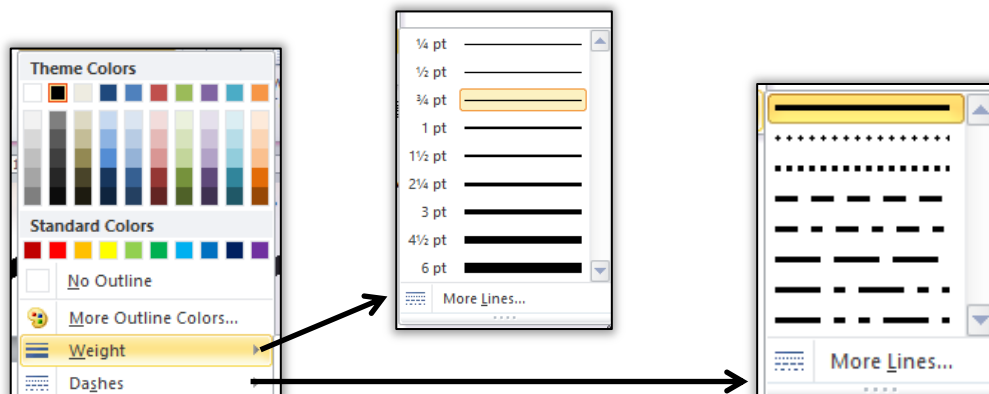 Theme Colors
Standard Colors
No Outline
More Outline Colors...
Weight
Dashes
¼ pt
½ pt
¾ pt
1 pt
1½ pt
2¼ pt
3 pt
4½ pt
6 pt
More Lines...
More Lines...